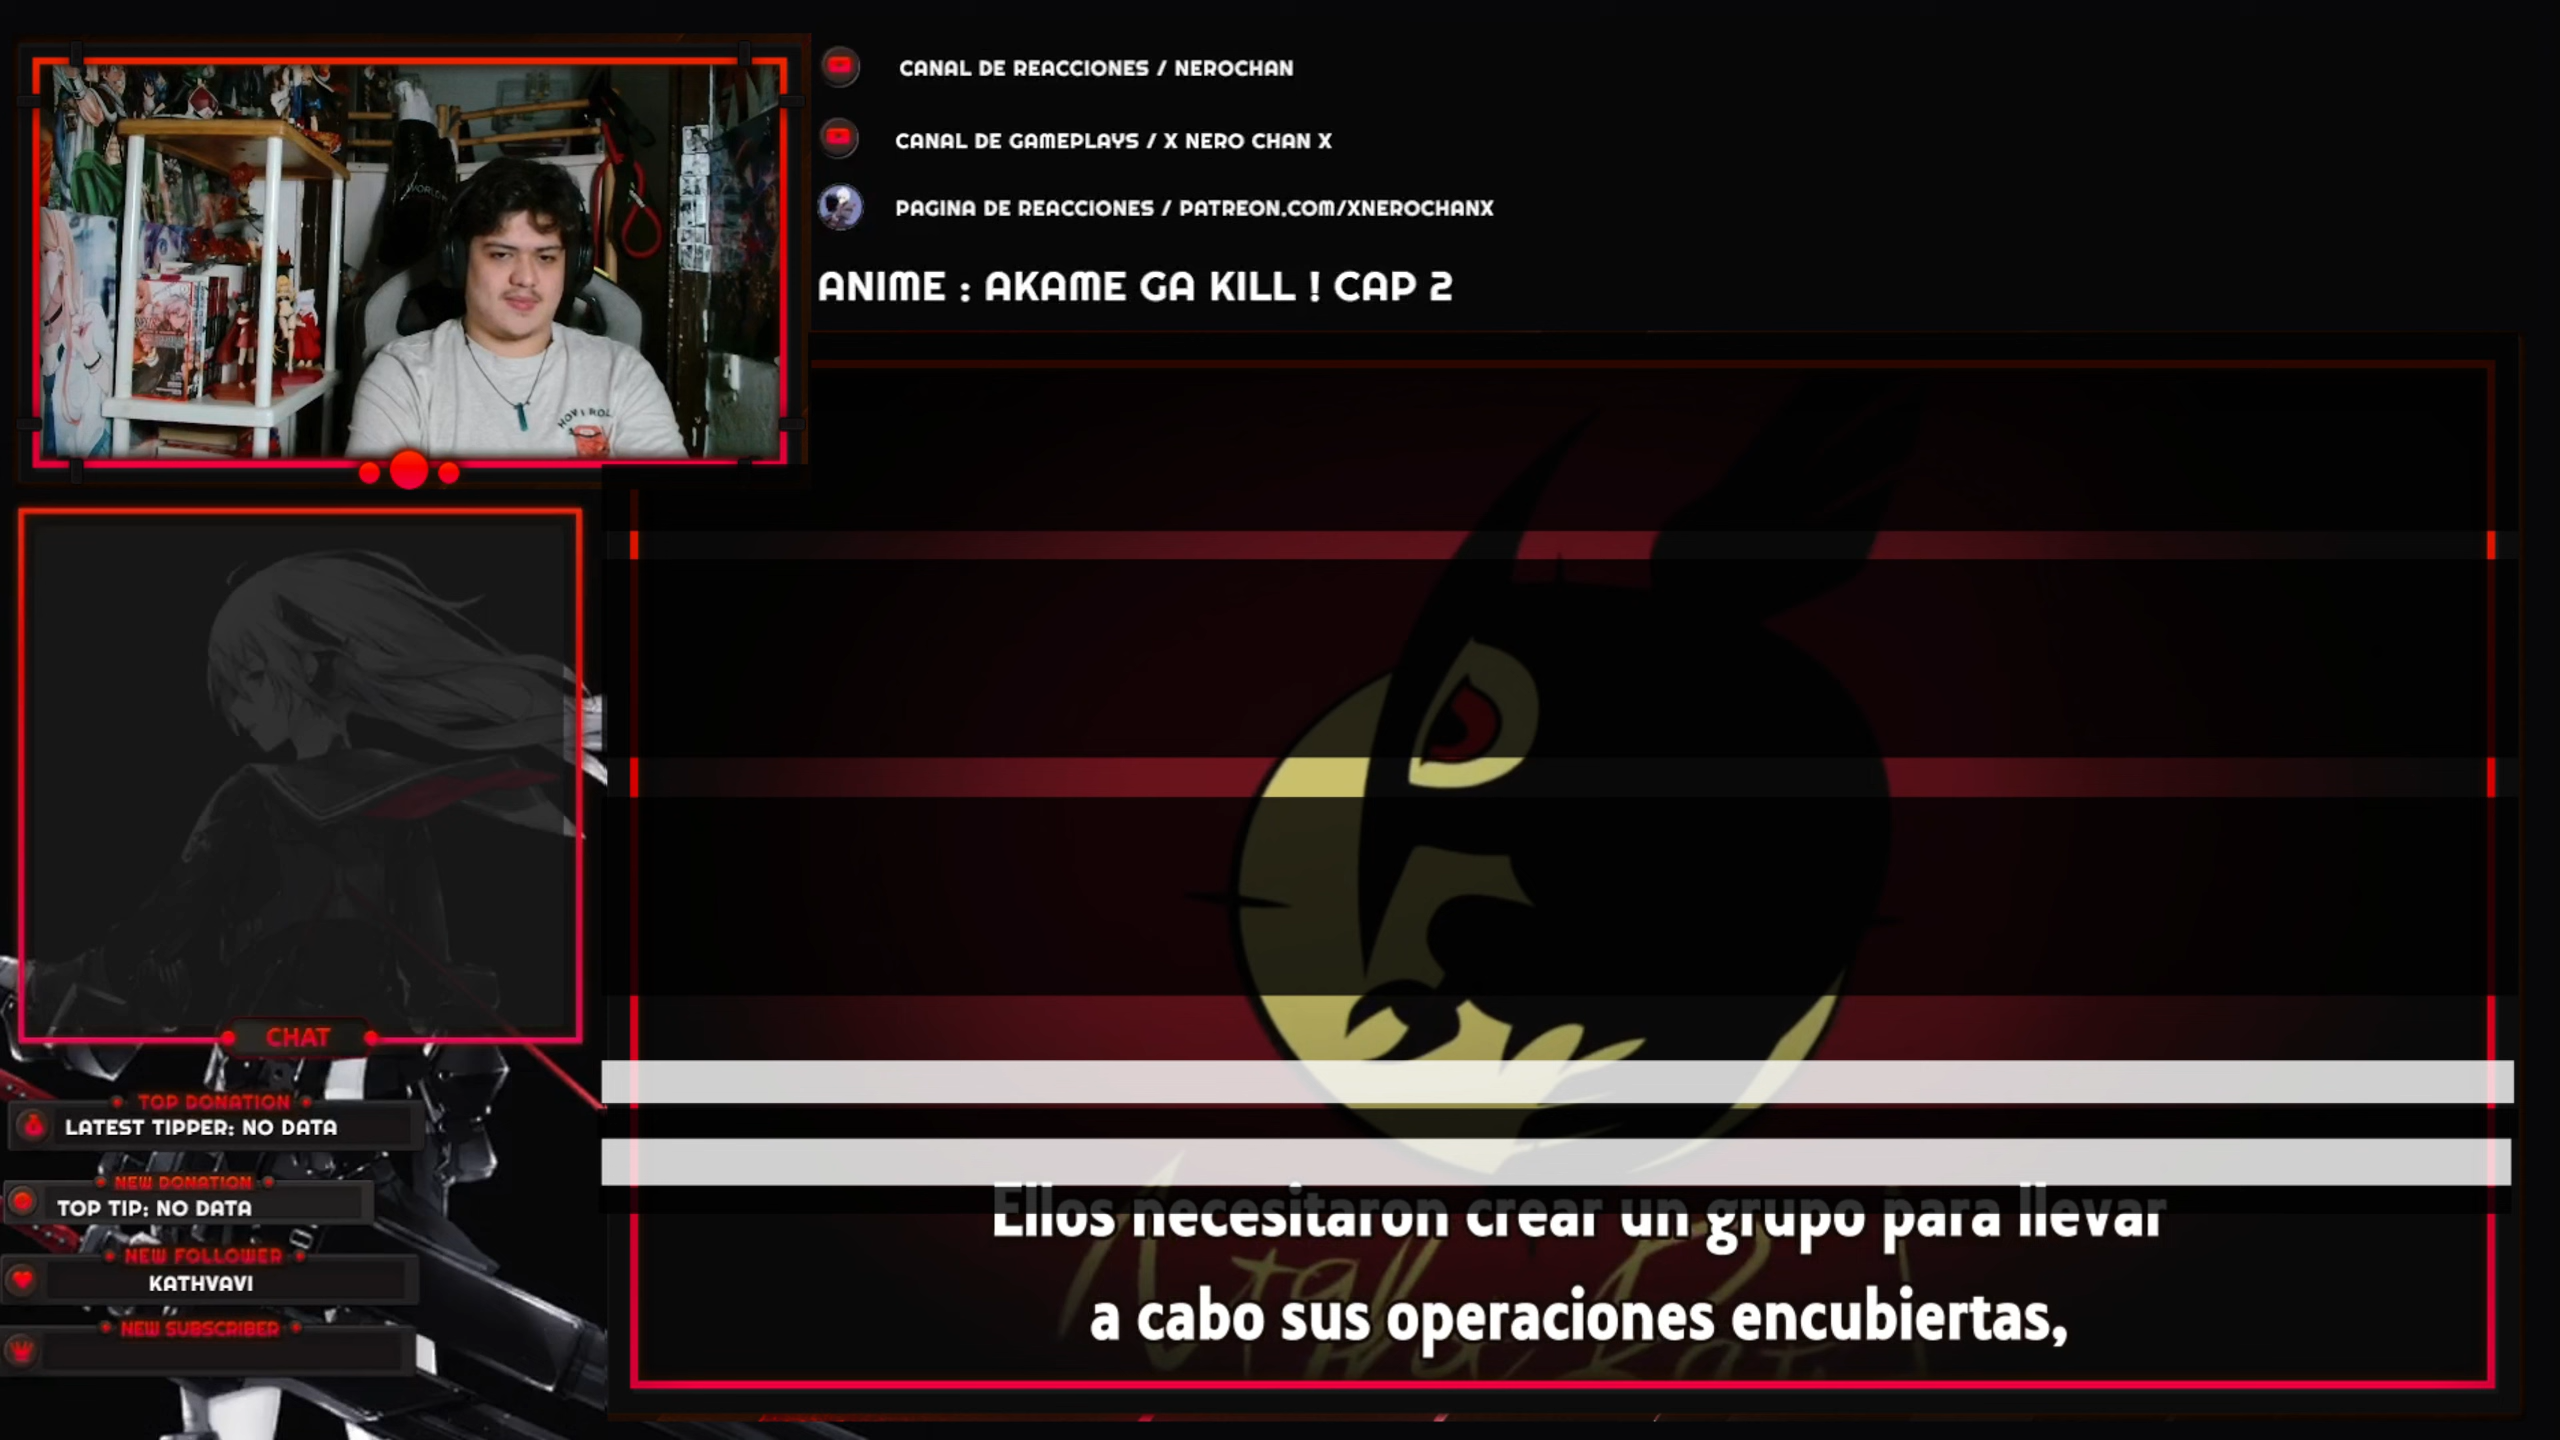 CANAL DE REACCIONES / NEROCHAN
CANAL DE GAMEPLAYS / X NERO CHAN X
PAGINA DE REACCIONES / PATREON.COM/XNEROCHANX
ANIME : AKAME GA KILL ! CAP 2
CHAT
TOP DONATION
LATEST TIPPER: NO DATA
NEW DONATION
TOP TIP: NO DATA
NEW FOLLOWER
KATHVAVI
NEW SUBSCRIBER
Ellos necesitaron crear un grupo para llevar
a cabo sus operaciones encubiertas,